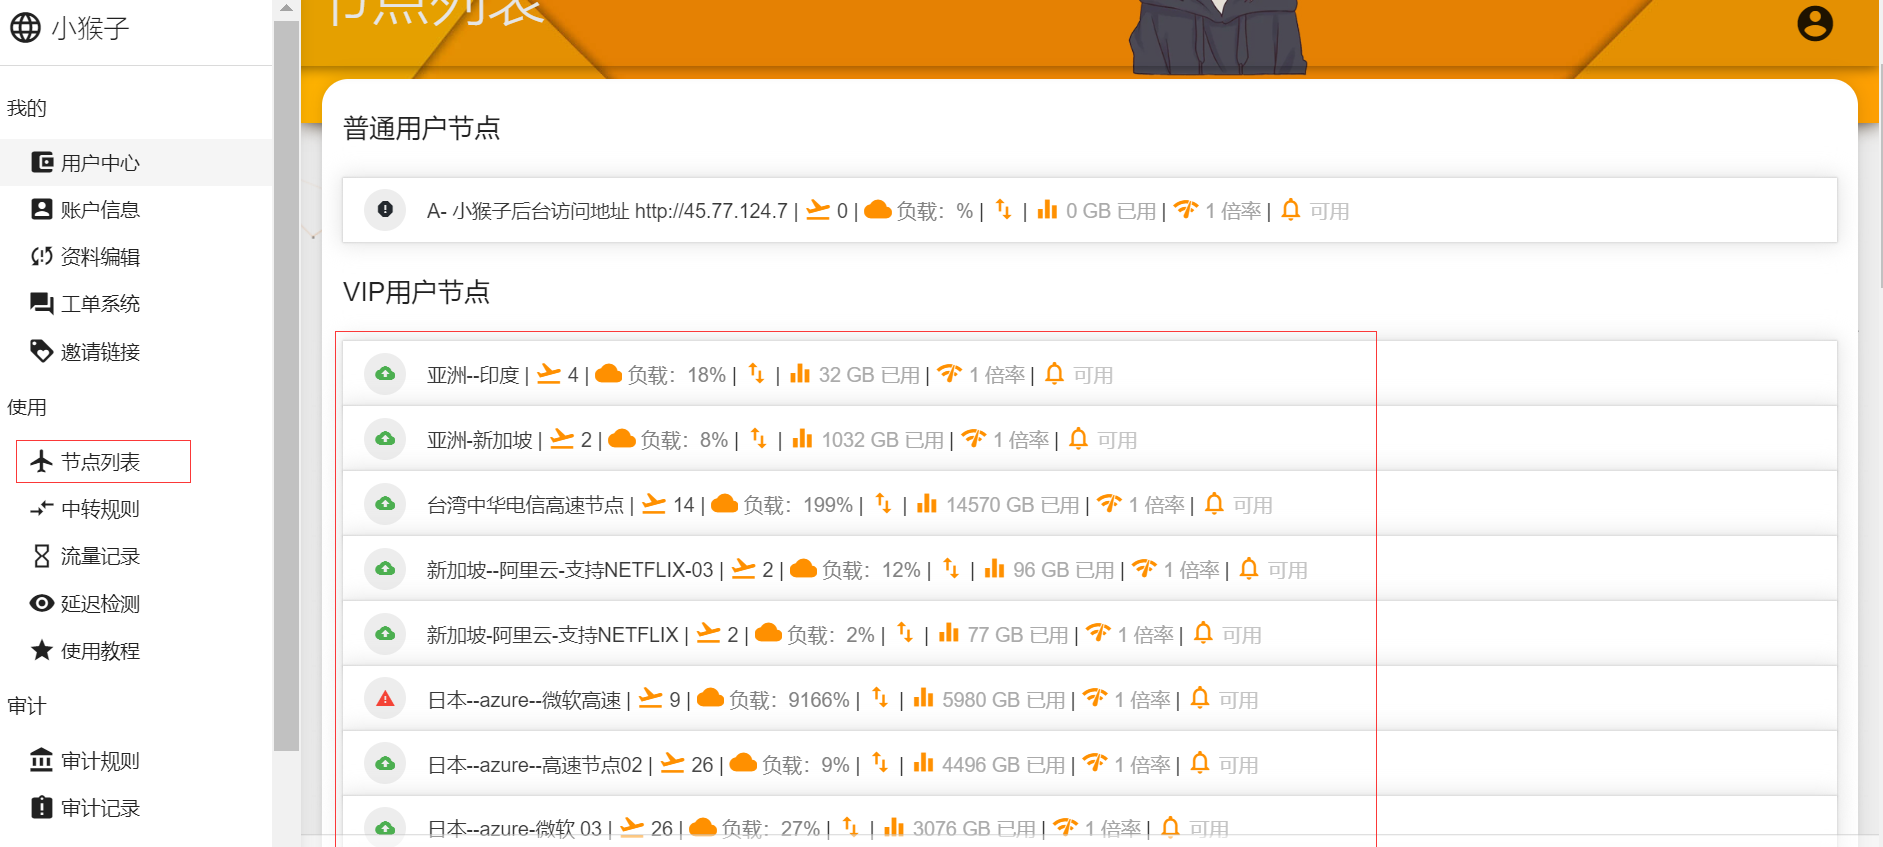 小猴子
我的
用户中心
账户信息
资料编辑
工单系统
邀请链接
使用
节点列表
中转规则
流量记录
延迟检测
使用教程
审计
审计规则
审计记录
节点列表
普通用户节点
A- 小猴子后台访问地址 http://45.77.124.7 | 0 | 负载：% | | 0 GB 已用 | 1 倍率 | 可用
VIP用户节点
亚洲--印度 | 4 | 负载：18% | | 32 GB 已用 | 1 倍率 | 可用
亚洲-新加坡 | 2 | 负载：8% | | 1032 GB 已用 | 1 倍率 | 可用
台湾中华电信高速节点 | 14 | 负载：199% | | 14570 GB 已用 | 1 倍率 | 可用
新加坡--阿里云-支持NETFLIX-03 | 2 | 负载：12% | | 96 GB 已用 | 1 倍率 | 可用
新加坡-阿里云-支持NETFLIX | 2 | 负载：2% | | 77 GB 已用 | 1 倍率 | 可用
日本--azure--微软高速 | 9 | 负载：9166% | | 5980 GB 已用 | 1 倍率 | 可用
日本--azure--高速节点02 | 26 | 负载：9% | | 4496 GB 已用 | 1 倍率 | 可用
日本--azure-微软 03 | 26 | 负载：27% | | 3076 GB 已用 | 1 倍率 | 可用